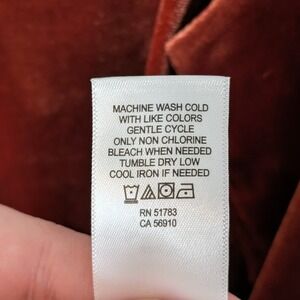 MACHINE WASH COLD
WITH LIKE COLORS
GENTLE CYCLE
ONLY NON CHLORINE
BLEACH WHEN NEEDED
TUMBLE DRY LOW
COOL IRON IF NEEDED
RN 51783
CA 56910